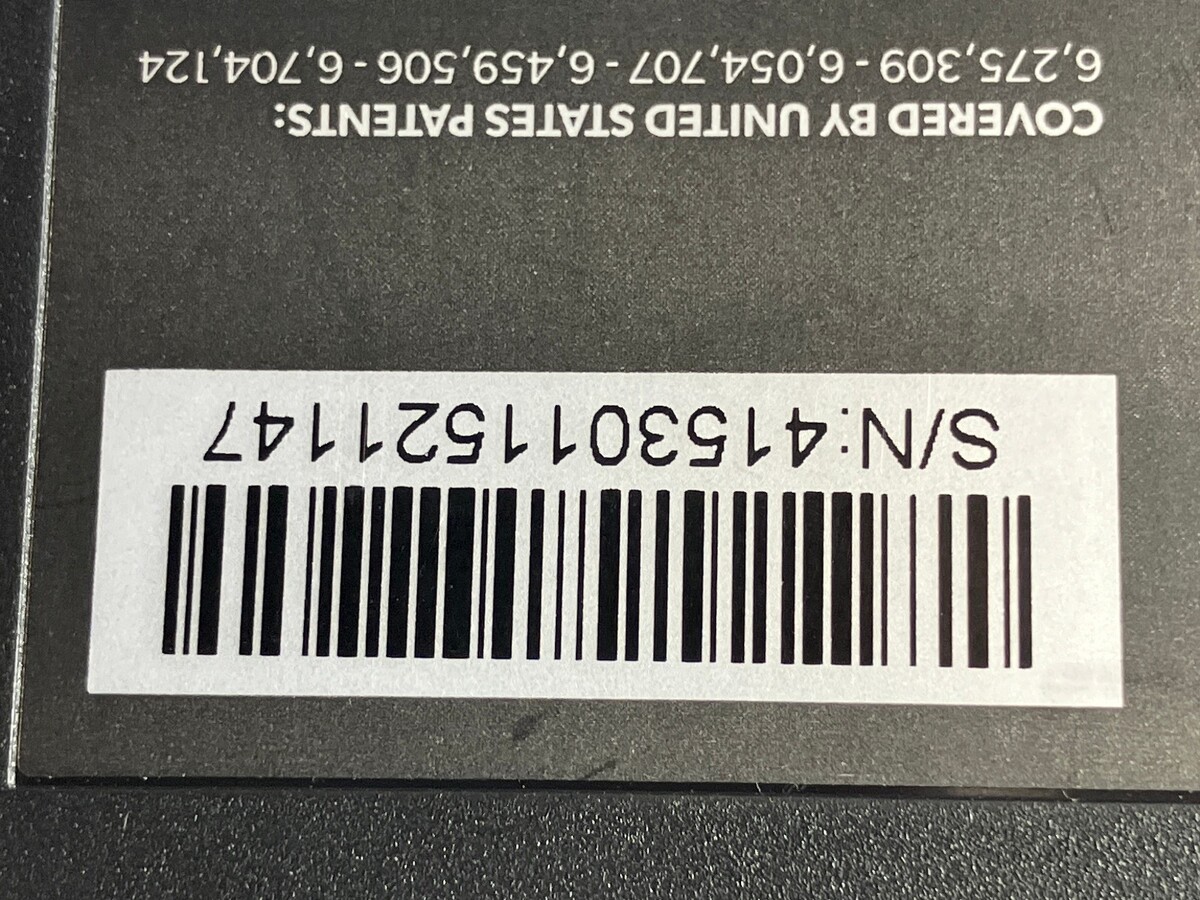 S/N:4153011521147
COVERED BY UNITED STATES PATENTS:
6,275,309 - 6,054,707 - 6,459,506 - 6,704,124